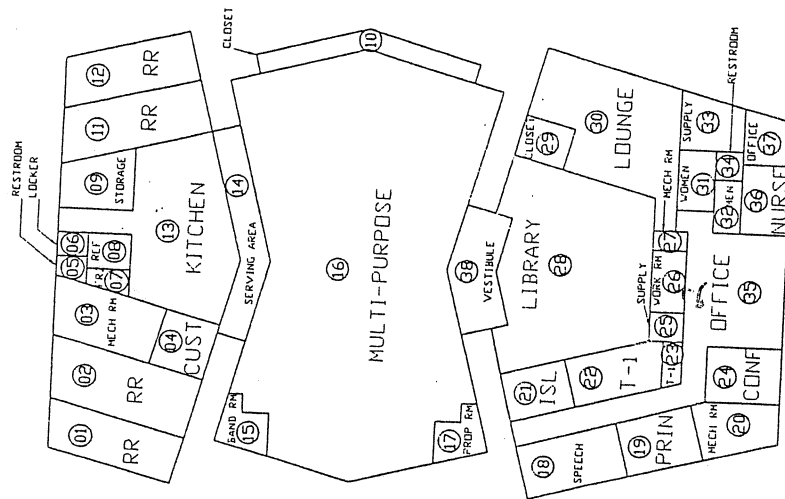 CLOSET
10
12
RR
11
RR
RESTROOM
LOCKER
09
STORAGE
14
SERVING AREA
13
KITCHEN
06
05
REF
08
FR
07
03
MECH RM
04
CUST
02
RR
01
RR
16
MULTI-PURPOSE
BAND RM
15
17
PROP RM
38
VESTIBULE
CLOSET
29
30
LOUNGE
LIBRARY
28
MECH RM
27
SUPPLY
WORK RM
26
25
T-1
23
21
ISL
22
T-1
18
SPEECH
19
PRIN
MECH RM
20
24
CONF
OFFICE
35
RESTROOM
SUPPLY
33
WOMEN
31
34
MEN
32
OFFICE
37
36
NURSE